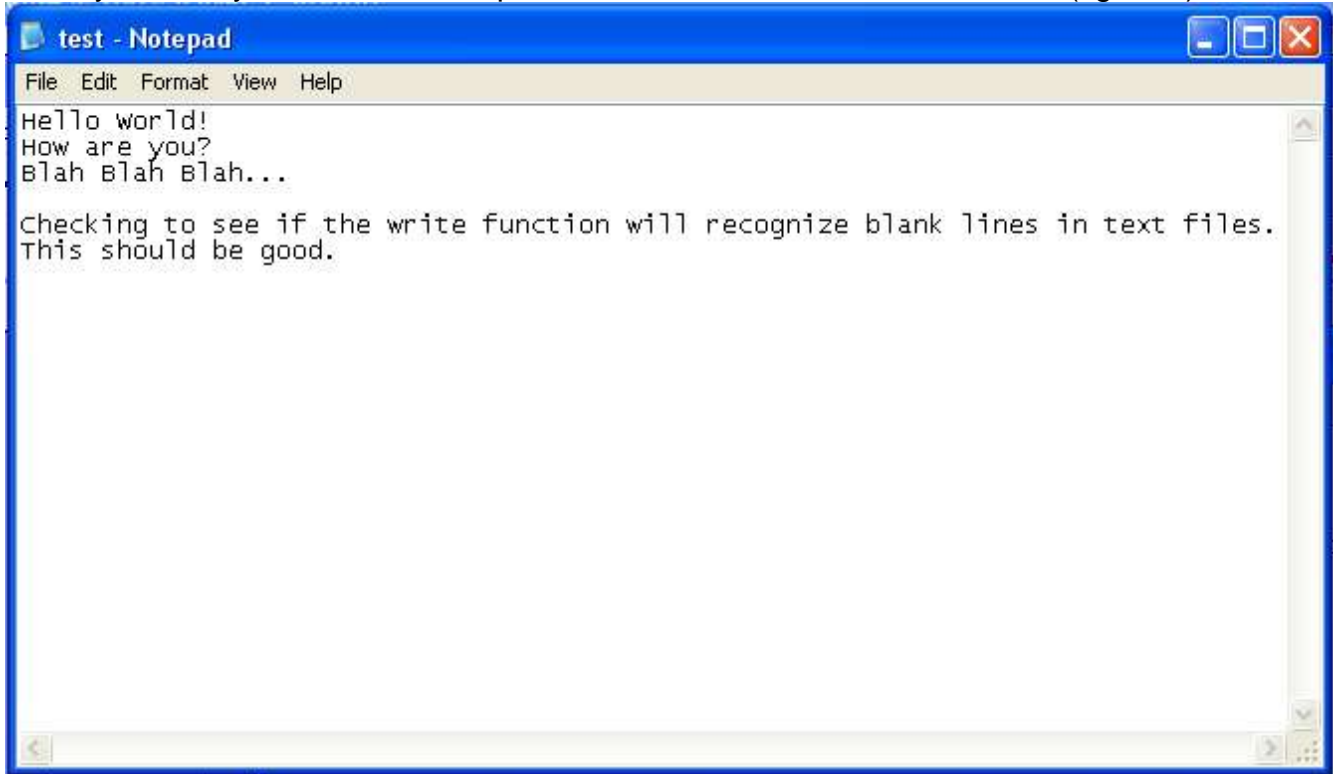 test - Notepad
File Edit Format View Help
Hello World!
How are you?
Blah Blah Blah...
Checking to see if the write function will recognize blank lines in text files.
This should be good.